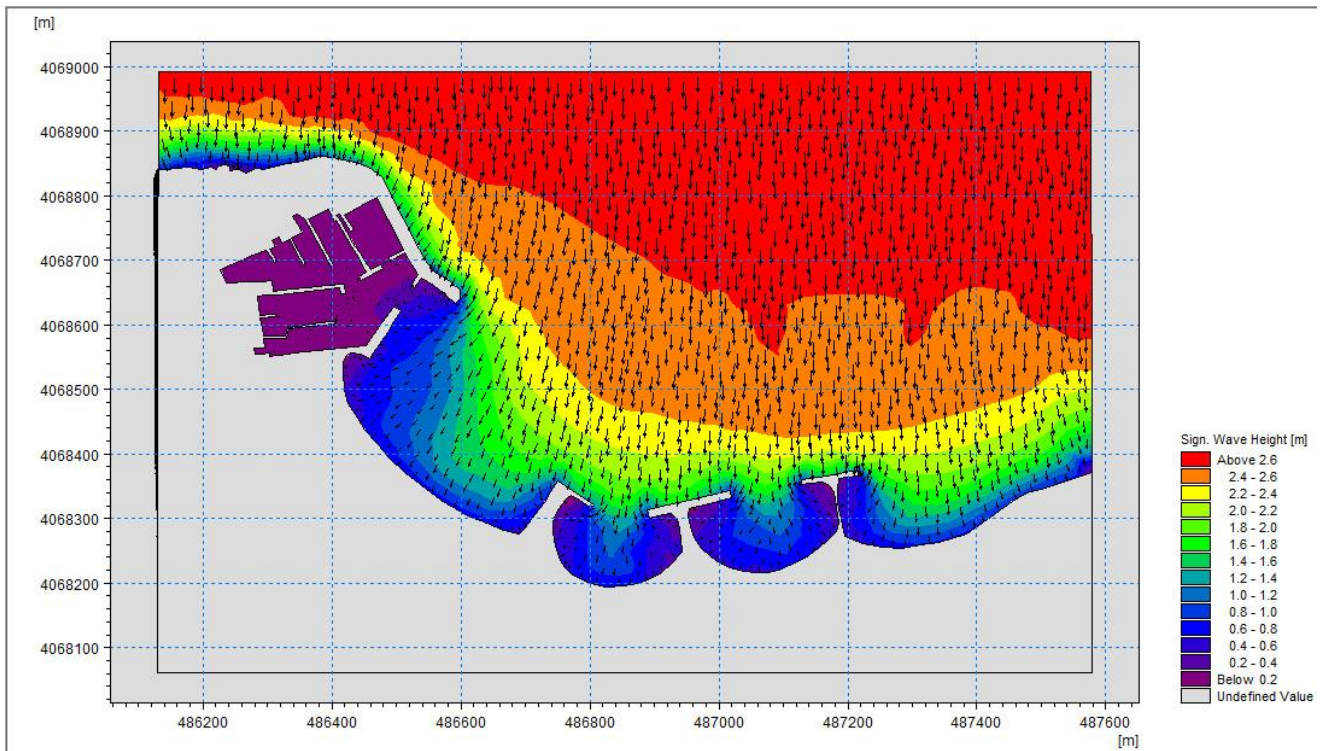 [m]
4069000
4068900
4068800
4068700
4068600
4068500
4068400
4068300
4068200
4068100
486200
486400
486600
486800
487000
487200
487400
487600
[m]
Sign. Wave Height [m]
Above 2.6
2.4 - 2.6
2.2 - 2.4
2.0 - 2.2
1.8 - 2.0
1.6 - 1.8
1.4 - 1.6
1.2 - 1.4
1.0 - 1.2
0.8 - 1.0
0.6 - 0.8
0.4 - 0.6
0.2 - 0.4
Below 0.2
Undefined Value